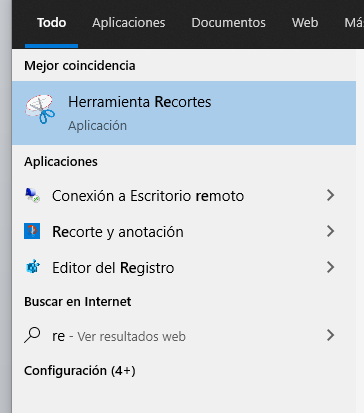 Todo Aplicaciones Documentos Web Má
Mejor coincidencia
Herramienta Recortes
Aplicación
Aplicaciones
Conexión a Escritorio remoto
Recorte y anotación
Editor del Registro
Buscar en Internet
re - Ver resultados web
Configuración (4+)